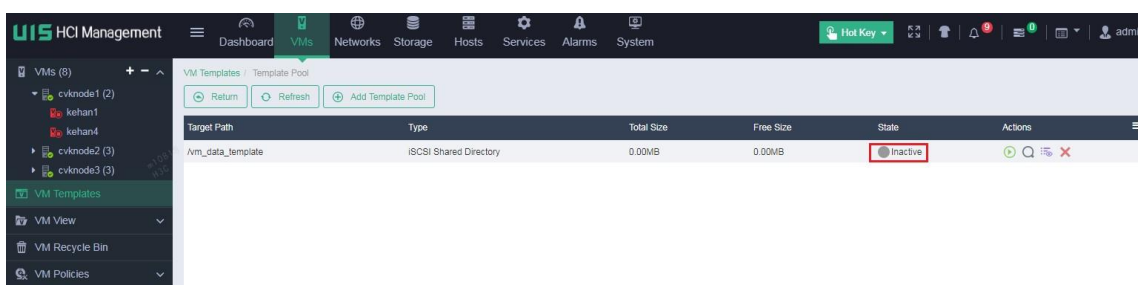 UIS HCI Management
Dashboard
VMs
Networks
Storage
Hosts
Services
Alarms
System
Hot Key
9
0
admi
VMs (8)
cvknode1 (2)
kehan1
kehan4
cvknode2 (3)
cvknode3 (3)
VM Templates
VM View
VM Recycle Bin
VM Policies
VM Templates / Template Pool
Return
Refresh
Add Template Pool
Target Path Type Total Size Free Size State Actions
/vm_data_template iSCSI Shared Directory 0.00MB 0.00MB Inactive